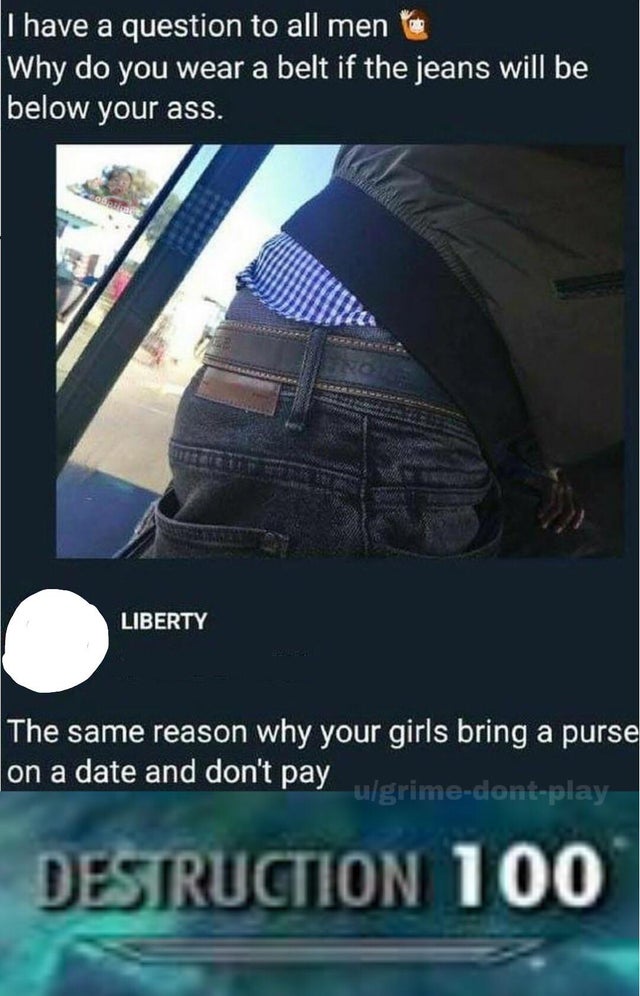 I have a question to all men 🙋
Why do you wear a belt if the jeans will be
below your ass.
LIBERTY
The same reason why your girls bring a purse
on a date and don't pay
u/grime-dont-play
DESTRUCTION 100